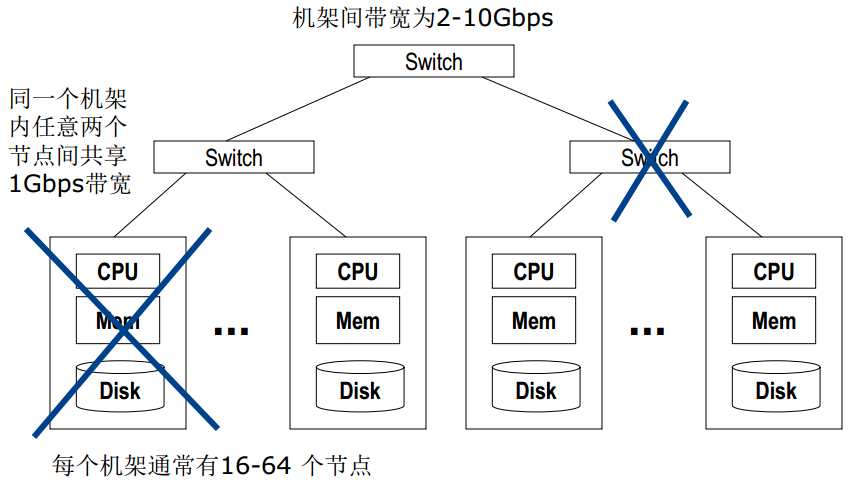 机架间带宽为2-10Gbps
Switch
同一个机架
内任意两个
节点间共享
1Gbps带宽
Switch
Switch
CPU
Mem
Disk
...
CPU
Mem
Disk
CPU
Mem
Disk
...
CPU
Mem
Disk
每个机架通常有16-64 个节点